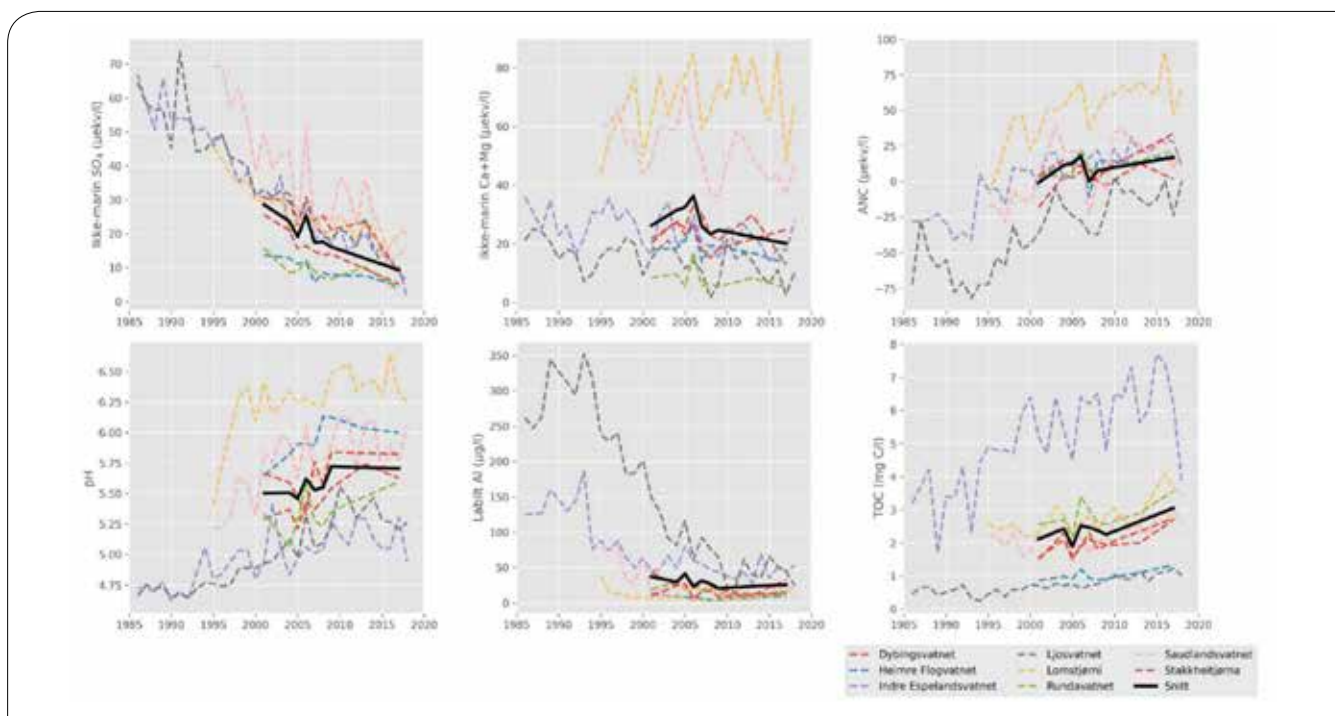 Ikke-marin SO₄ (µekv/l)
70
60
50
40
30
20
10
0
1985 1990 1995 2000 2005 2010 2015 2020
Ikke-marin Ca+Mg (µekv/l)
80
60
40
20
0
1985 1990 1995 2000 2005 2010 2015 2020
ANC (µekv/l)
100
75
50
25
0
−25
−50
−75
1985 1990 1995 2000 2005 2010 2015 2020
pH
6.50
6.25
6.00
5.75
5.50
5.25
5.00
4.75
1985 1990 1995 2000 2005 2010 2015 2020
Labilt Al (µg/l)
350
300
250
200
150
100
50
0
1985 1990 1995 2000 2005 2010 2015 2020
TOC (mg C/l)
8
7
6
5
4
3
2
1
0
1985 1990 1995 2000 2005 2010 2015 2020
Dybingsvatnet
Heimre Flogvatnet
Indre Espelandsvatnet
Ljosvatnet
Lomstjørni
Rundavatnet
Saudlandsvatnet
Stakkheitjørna
Snitt